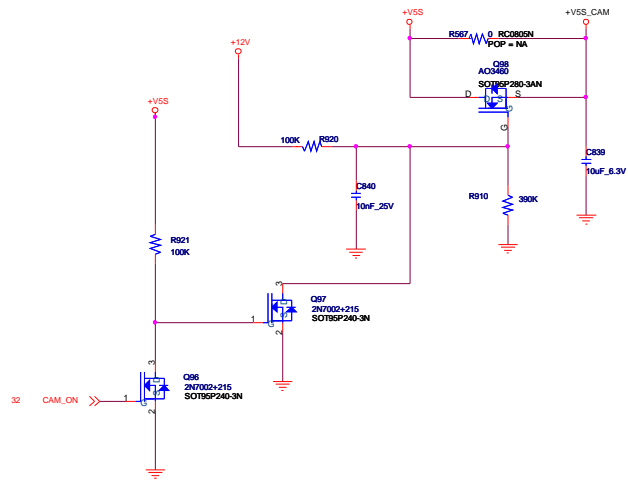 +V5S
+V5S_CAM
R567 0 RC0805N
POP = NA
+12V
Q98
AO3460
SOT95P280-3AN
D S
D S
G
G
+V5S
100K R920
C839
10uF_6.3V
C840
10nF_25V
R910 390K
R921
100K
3
Q97
2N7002+215
SOT95P240-3N
1
G
D
S
2
3
Q96
2N7002+215
SOT95P240-3N
32 CAM_ON 1
G
D
S
2